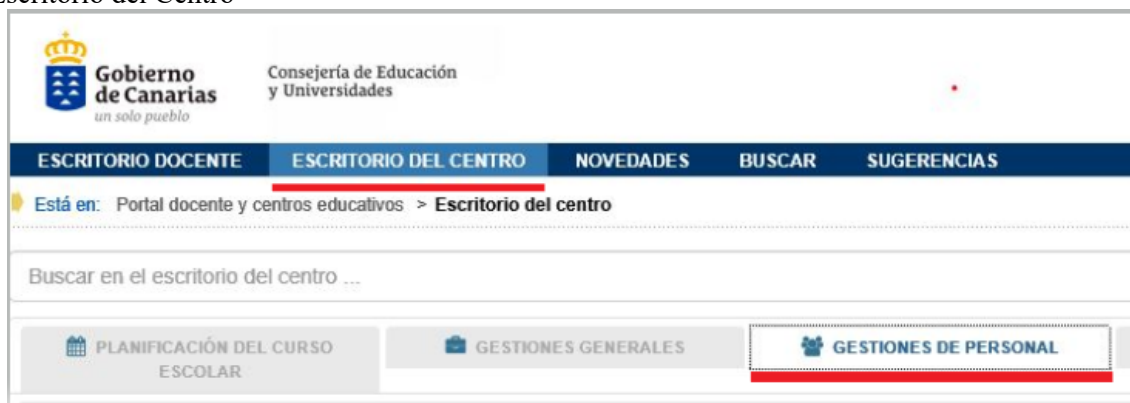 Escritorio del Centro
Gobierno
de Canarias
un solo pueblo
Consejería de Educación
y Universidades
ESCRITORIO DOCENTE ESCRITORIO DEL CENTRO NOVEDADES BUSCAR SUGERENCIAS
Está en: Portal docente y centros educativos > Escritorio del centro
Buscar en el escritorio del centro ...
PLANIFICACIÓN DEL CURSO
ESCOLAR
GESTIONES GENERALES
GESTIONES DE PERSONAL